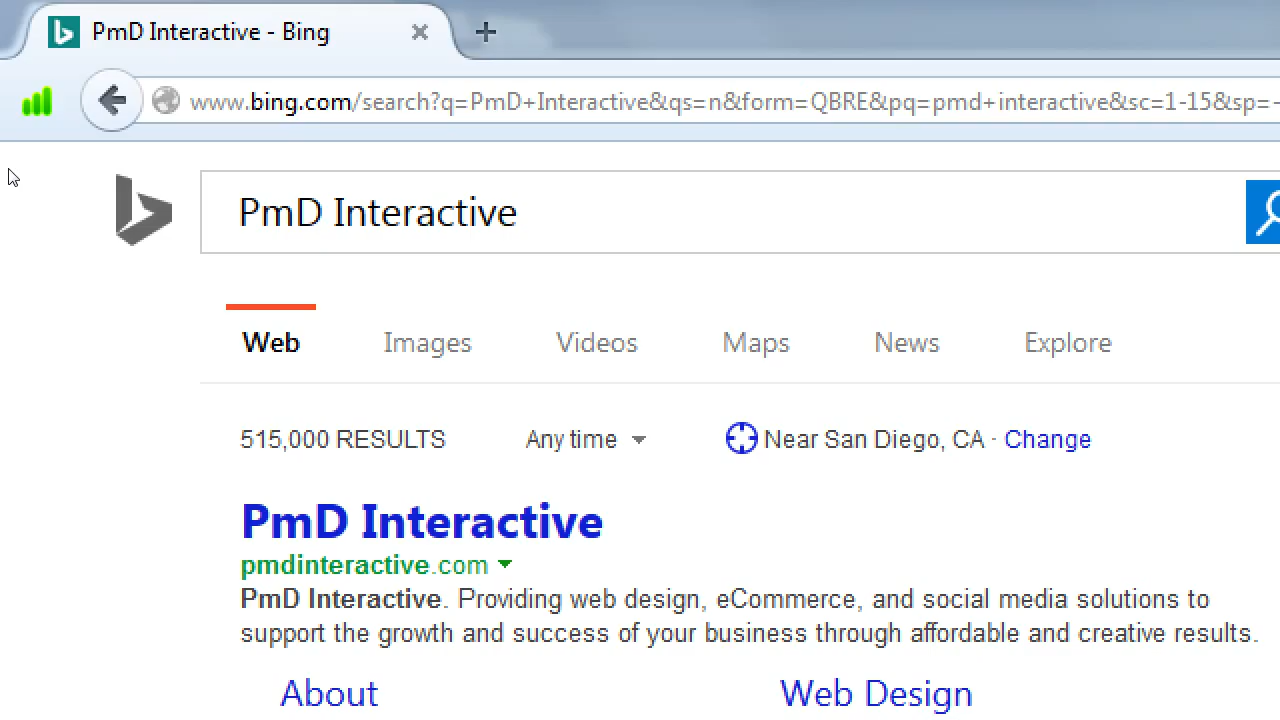 PmD Interactive - Bing
www.bing.com/search?q=PmD+Interactive&qs=n&form=QBRE&pq=pmd+interactive&sc=1-15&sp=-
PmD Interactive
Web Images Videos Maps News Explore
515,000 RESULTS Any time Near San Diego, CA · Change
PmD Interactive
pmdinteractive.com
PmD Interactive. Providing web design, eCommerce, and social media solutions to
support the growth and success of your business through affordable and creative results.
About Web Design